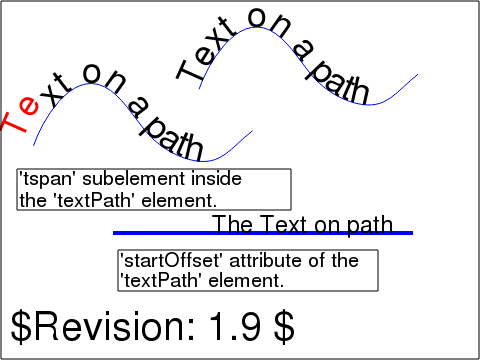 Text on a path
Text on a path
'tspan' subelement inside
the 'textPath' element.
The Text on path
'startOffset' attribute of the
'textPath' element.
$Revision: 1.9 $